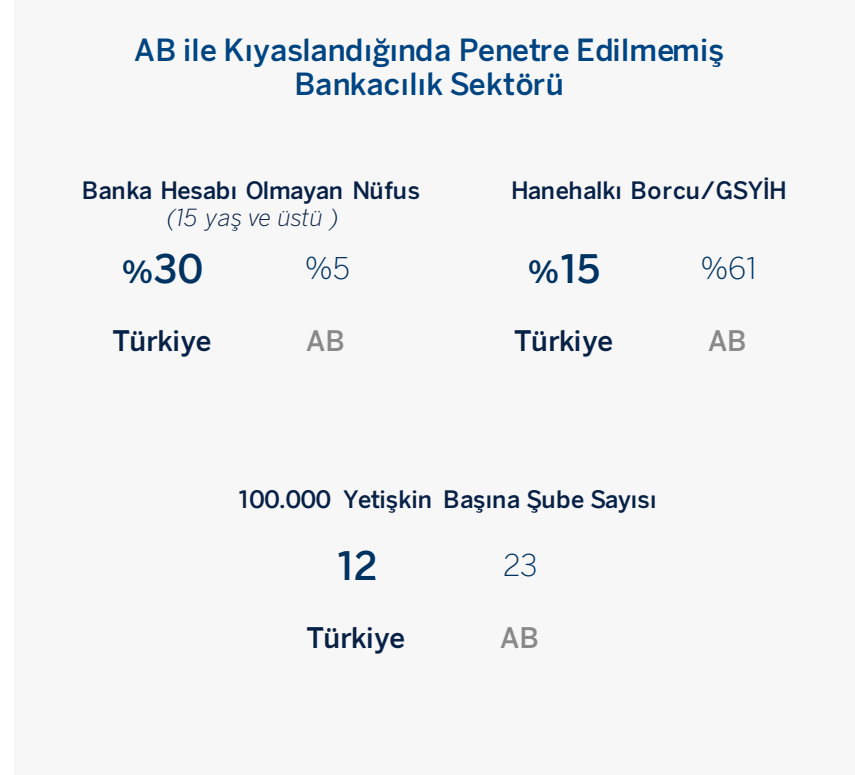 AB ile Kıyaslandığında Penetre Edilmemiş
Bankacılık Sektörü
Banka Hesabı Olmayan Nüfus
(15 yaş ve üstü )
%30 %5
Türkiye AB
Hanehalkı Borcu/GSYİH
%15 %61
Türkiye AB
100.000 Yetişkin Başına Şube Sayısı
12 23
Türkiye AB